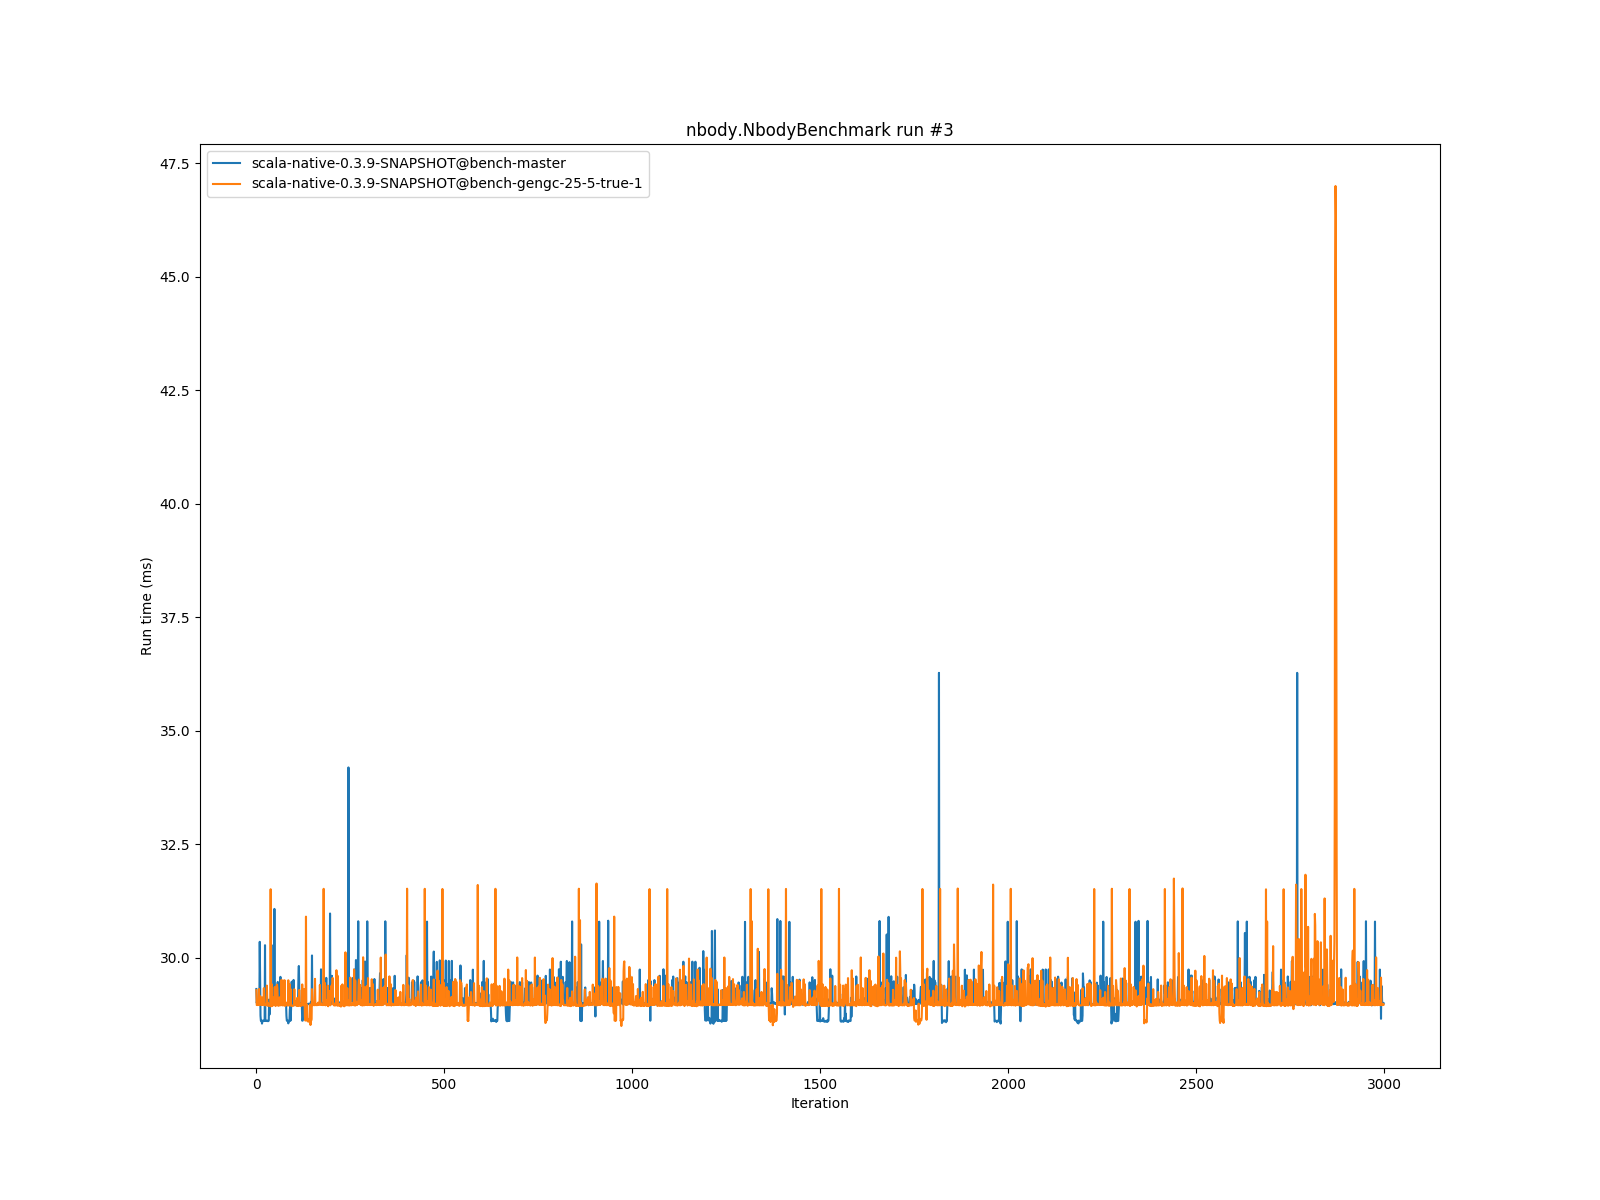 nbody.NbodyBenchmark run #3
scala-native-0.3.9-SNAPSHOT@bench-master
scala-native-0.3.9-SNAPSHOT@bench-gengc-25-5-true-1
47.5
45.0
42.5
40.0
37.5
35.0
32.5
30.0
Run time (ms)
0 500 1000 1500 2000 2500 3000
Iteration